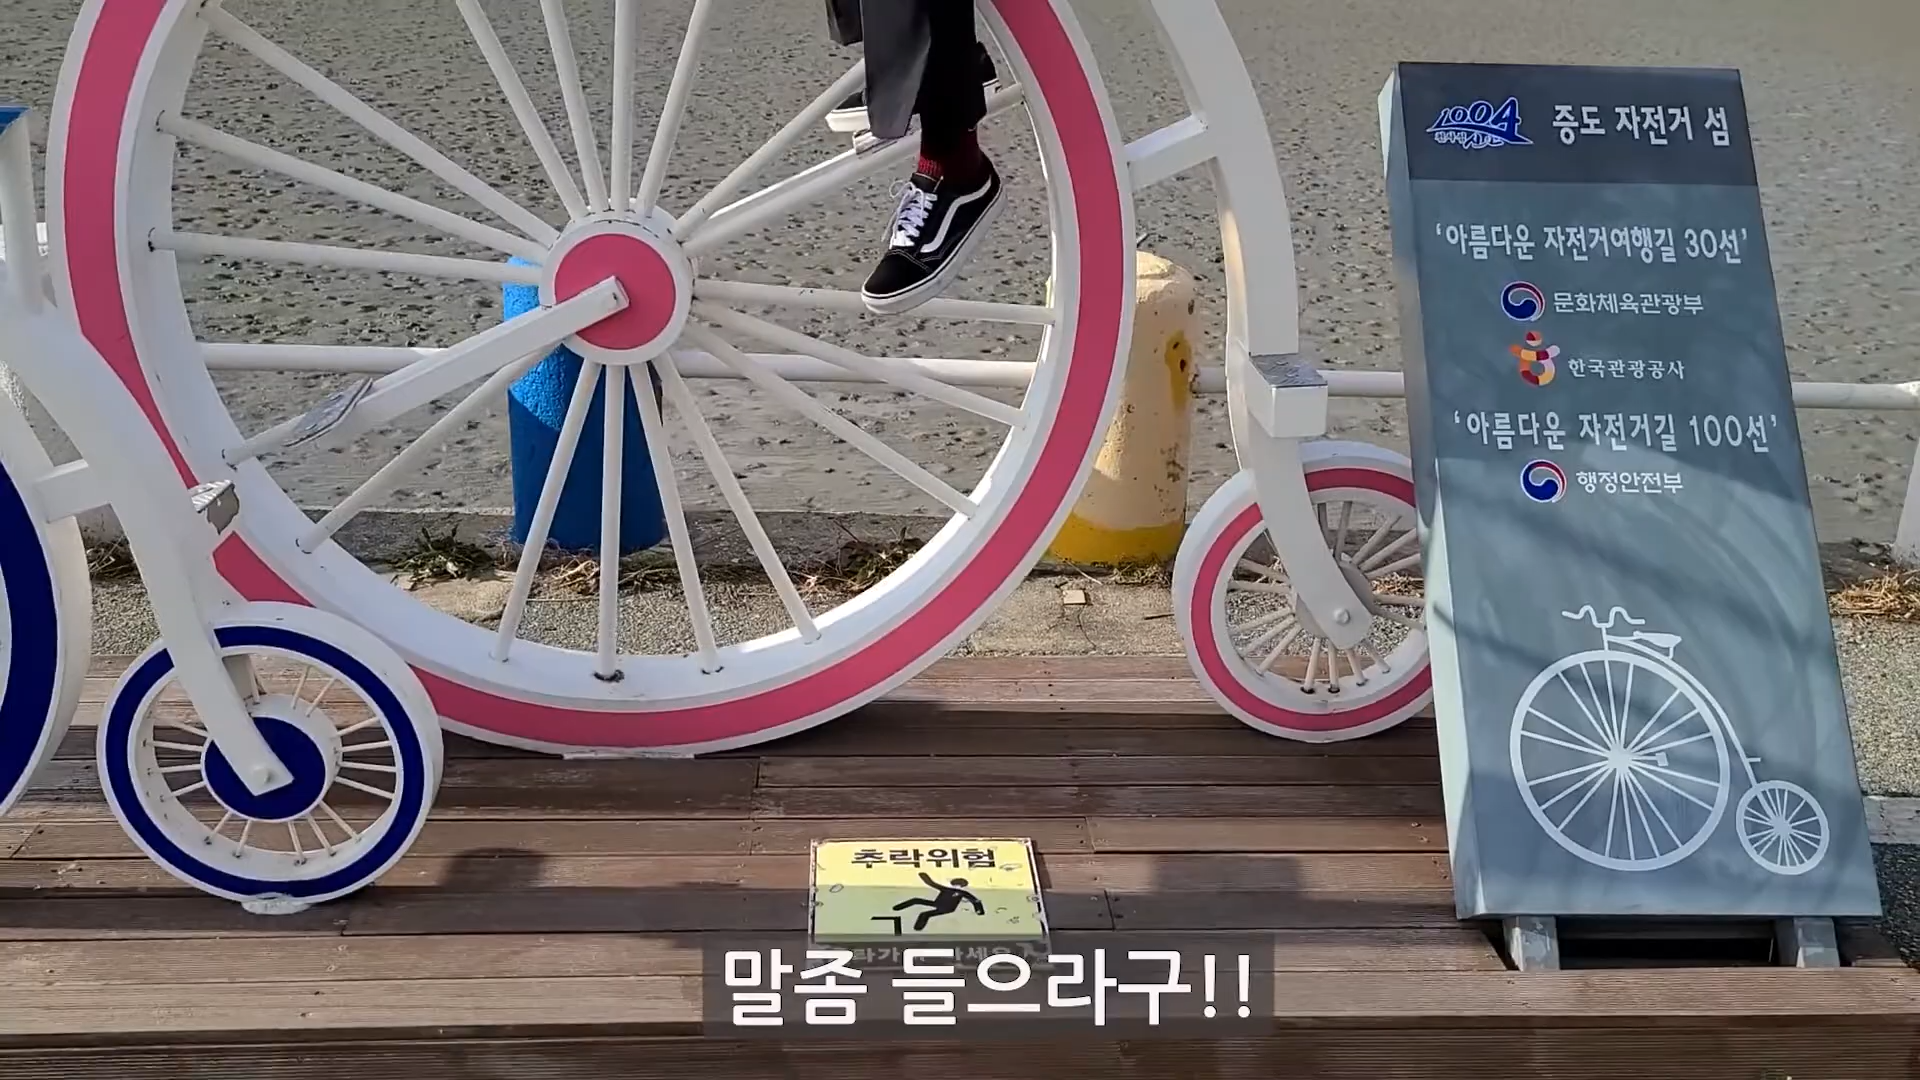 1004
증도 자전거 섬
'아름다운 자전거여행길 30선'
문화체육관광부
한국관광공사
'아름다운 자전거길 100선'
행정안전부
추락위험
말좀 들으라구!!